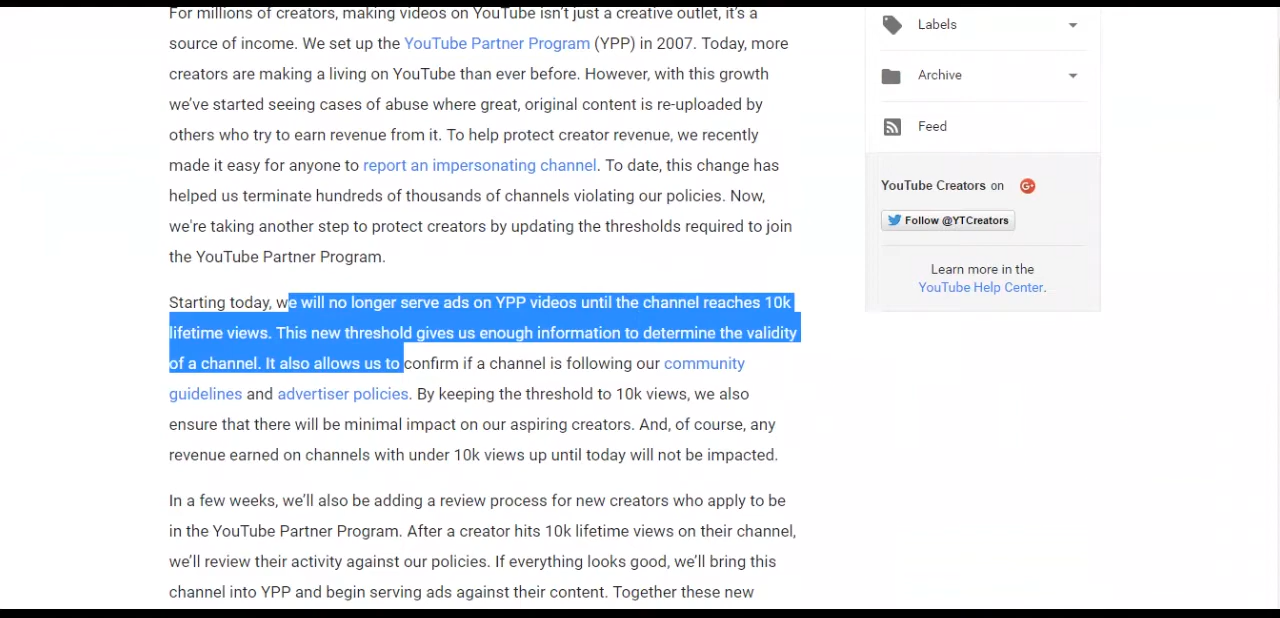 For millions of creators, making videos on YouTube isn’t just a creative outlet, it’s a
source of income. We set up the YouTube Partner Program (YPP) in 2007. Today, more
creators are making a living on YouTube than ever before. However, with this growth
we’ve started seeing cases of abuse where great, original content is re-uploaded by
others who try to earn revenue from it. To help protect creator revenue, we recently
made it easy for anyone to report an impersonating channel. To date, this change has
helped us terminate hundreds of thousands of channels violating our policies. Now,
we're taking another step to protect creators by updating the thresholds required to join
the YouTube Partner Program.
Starting today, we will no longer serve ads on YPP videos until the channel reaches 10k
lifetime views. This new threshold gives us enough information to determine the validity
of a channel. It also allows us to confirm if a channel is following our community
guidelines and advertiser policies. By keeping the threshold to 10k views, we also
ensure that there will be minimal impact on our aspiring creators. And, of course, any
revenue earned on channels with under 10k views up until today will not be impacted.
In a few weeks, we’ll also be adding a review process for new creators who apply to be
in the YouTube Partner Program. After a creator hits 10k lifetime views on their channel,
we’ll review their activity against our policies. If everything looks good, we’ll bring this
channel into YPP and begin serving ads against their content. Together these new
Labels
Archive
Feed
YouTube Creators on G+
Follow @YTCreators
Learn more in the
YouTube Help Center.